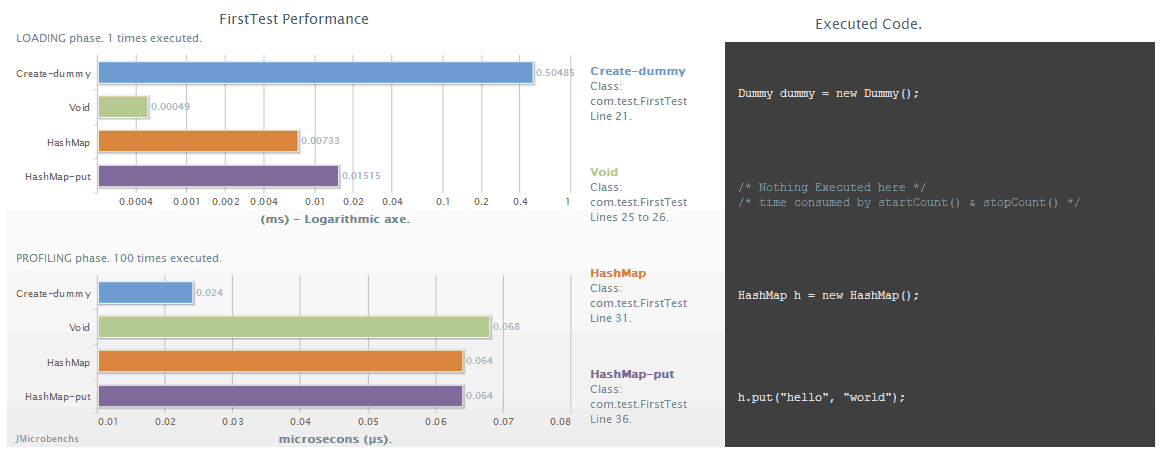 FirstTest Performance
LOADING phase. 1 times executed.
Create-dummy
0.50485
Void
0.00049
HashMap
0.00733
HashMap-put
0.01515
0.0004 0.001 0.002 0.004 0.01 0.02 0.04 0.1 0.2 0.4 1
(ms) - Logarithmic axe.
PROFILING phase. 100 times executed.
Create-dummy
0.024
Void
0.068
HashMap
0.064
HashMap-put
0.064
0.01 0.02 0.03 0.04 0.05 0.06 0.07 0.08
microsecons (µs).
JMicrobenchs
Create-dummy
Class:
com.test.FirstTest
Line 21.
Void
Class:
com.test.FirstTest
Lines 25 to 26.
HashMap
Class:
com.test.FirstTest
Line 31.
HashMap-put
Class:
com.test.FirstTest
Line 36.
Executed Code.
Dummy dummy = new Dummy();
/* Nothing Executed here */
/* time consumed by startCount() & stopCount() */
HashMap h = new HashMap();
h.put("hello", "world");